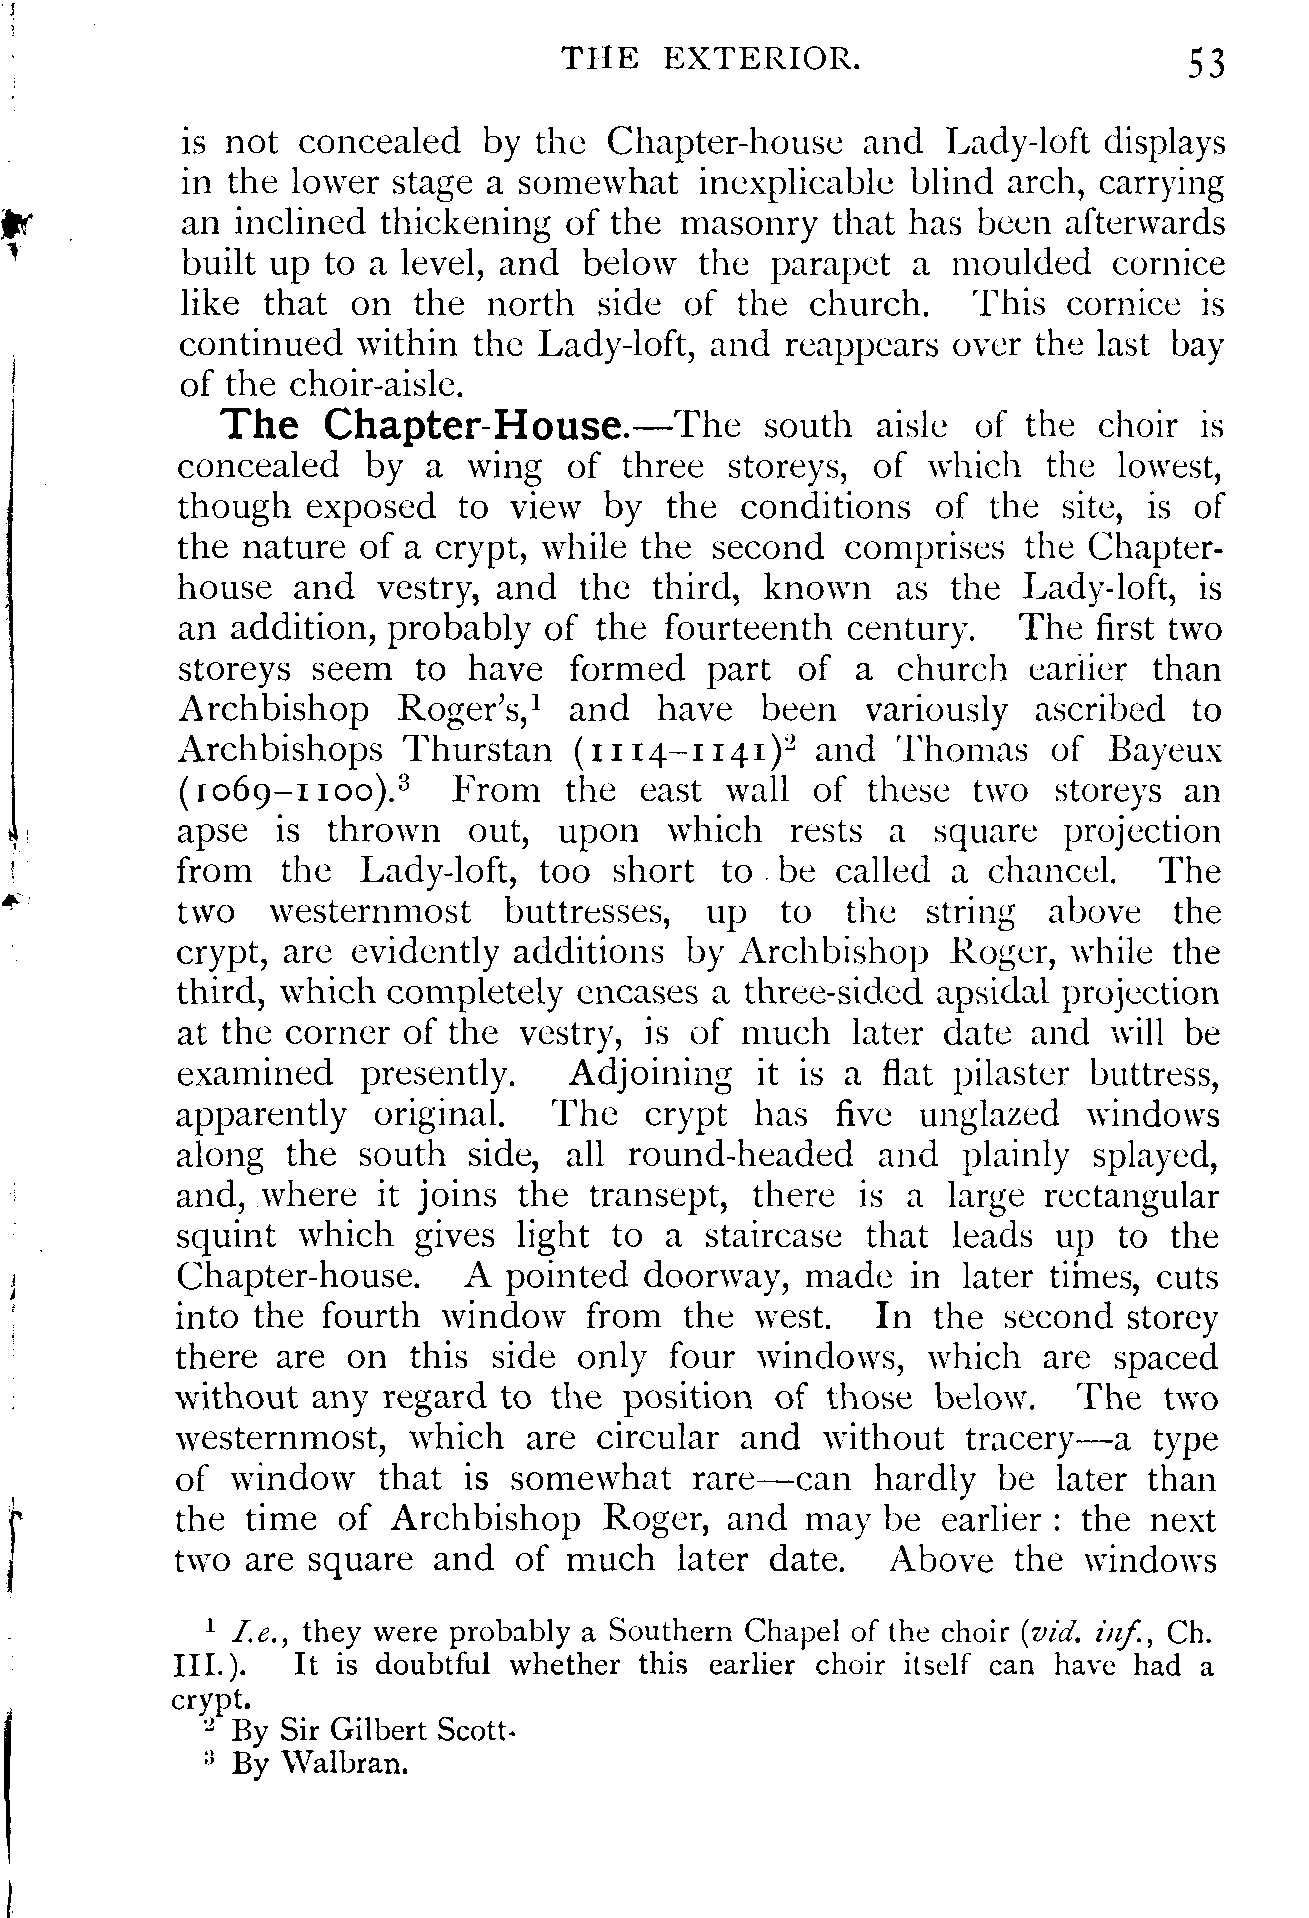 THE EXTERIOR. 53
is not concealed by the Chapter-house and Lady-loft displays
in the lower stage a somewhat inexplicable blind arch, carrying
an inclined thickening of the masonry that has been afterwards
built up to a level, and below the parapet a moulded cornice
like that on the north side of the church. This cornice is
continued within the Lady-loft, and reappears over the last bay
of the choir-aisle.
The Chapter-House.—The south aisle of the choir is
concealed by a wing of three storeys, of which the lowest,
though exposed to view by the conditions of the site, is of
the nature of a crypt, while the second comprises the Chapter-
house and vestry, and the third, known as the Lady-loft, is
an addition, probably of the fourteenth century. The first two
storeys seem to have formed part of a church earlier than
Archbishop Roger's,¹ and have been variously ascribed to
Archbishops Thurstan (1114–1141)² and Thomas of Bayeux
(1069–1100).³ From the east wall of these two storeys an
apse is thrown out, upon which rests a square projection
from the Lady-loft, too short to be called a chancel. The
two westernmost buttresses, up to the string above the
crypt, are evidently additions by Archbishop Roger, while the
third, which completely encases a three-sided apsidal projection
at the corner of the vestry, is of much later date and will be
examined presently. Adjoining it is a flat pilaster buttress,
apparently original. The crypt has five unglazed windows
along the south side, all round-headed and plainly splayed,
and, where it joins the transept, there is a large rectangular
squint which gives light to a staircase that leads up to the
Chapter-house. A pointed doorway, made in later times, cuts
into the fourth window from the west. In the second storey
there are on this side only four windows, which are spaced
without any regard to the position of those below. The two
westernmost, which are circular and without tracery—a type
of window that is somewhat rare—can hardly be later than
the time of Archbishop Roger, and may be earlier : the next
two are square and of much later date. Above the windows
¹ I.e., they were probably a Southern Chapel of the choir (vid. inf., Ch.
III.). It is doubtful whether this earlier choir itself can have had a
crypt.
² By Sir Gilbert Scott.
³ By Walbran.